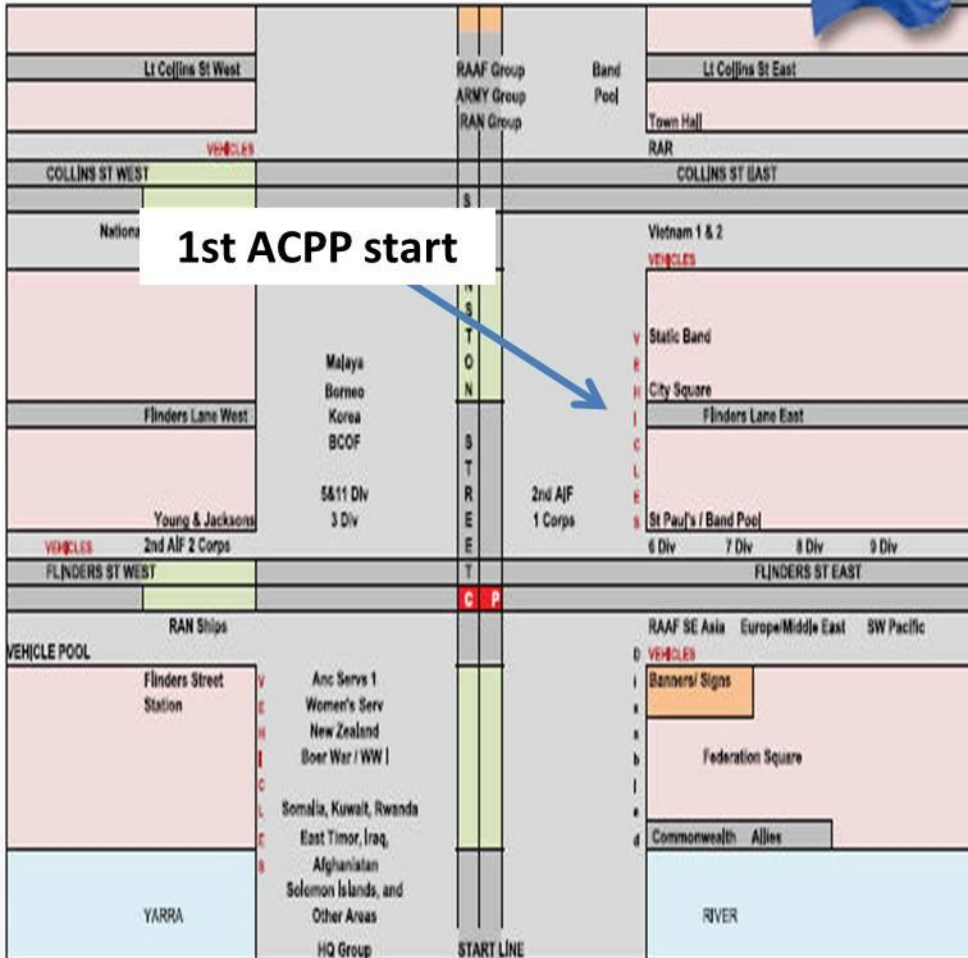 Lt Collins St West
RAAF Group Band Lt Collins St East
ARMY Group Pool
RAN Group
Town Hall
VEHICLES
RAR
COLLINS ST WEST
COLLINS ST EAST
S
Nationa
Vietnam 1 & 2
1st ACPP start
VEHICLES
NSTON
Static Band
VEHICLES
City Square
Malaya
Borneo
Flinders Lane West
Korea
Flinders Lane East
BCOF
STREET
5&11 Div
2nd AIF
Young & Jacksons
3 Div
1 Corps
St Paul's / Band Pool
VEHICLES 2nd AIF 2 Corps
6 Div 7 Div 8 Div 9 Div
FLINDERS ST WEST
FLINDERS ST EAST
C P
RAN Ships
RAAF SE Asia Europe/Middle East SW Pacific
VEHICLE POOL
VEHICLES
Disabled
Flinders Street
Station
VEHICLES
Anc Servs 1
Banners/ Signs
Women's Serv
New Zealand
Boer War / WW I
Federation Square
Somalia, Kuwait, Rwanda
East Timor, Iraq,
Commonwealth Allies
Afghanistan
Solomon Islands, and
Other Areas
YARRA
RIVER
HQ Group
START LINE